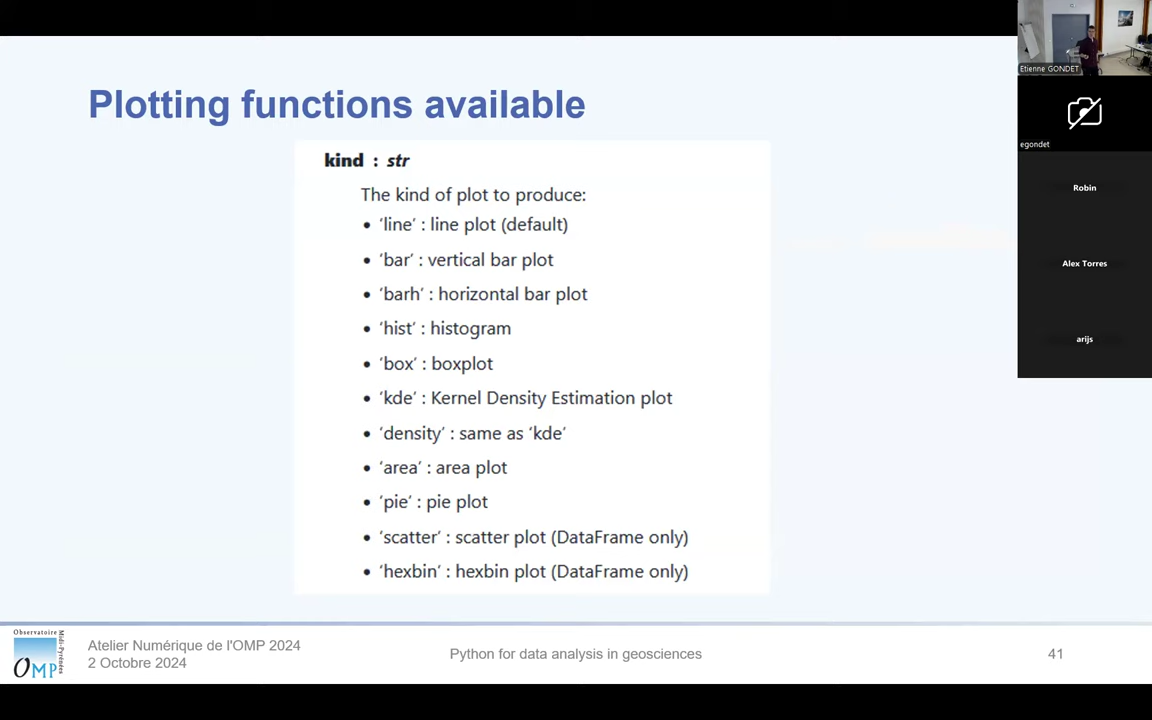 Plotting functions available
kind : str
The kind of plot to produce:
• ‘line’ : line plot (default)
• ‘bar’ : vertical bar plot
• ‘barh’ : horizontal bar plot
• ‘hist’ : histogram
• ‘box’ : boxplot
• ‘kde’ : Kernel Density Estimation plot
• ‘density’ : same as ‘kde’
• ‘area’ : area plot
• ‘pie’ : pie plot
• ‘scatter’ : scatter plot (DataFrame only)
• ‘hexbin’ : hexbin plot (DataFrame only)
Etienne GONDET
egondet
Robin
Alex Torres
arijs
Observatoire
Midi-Pyrénées
OMP
Atelier Numérique de l'OMP 2024
2 Octobre 2024
Python for data analysis in geosciences
41